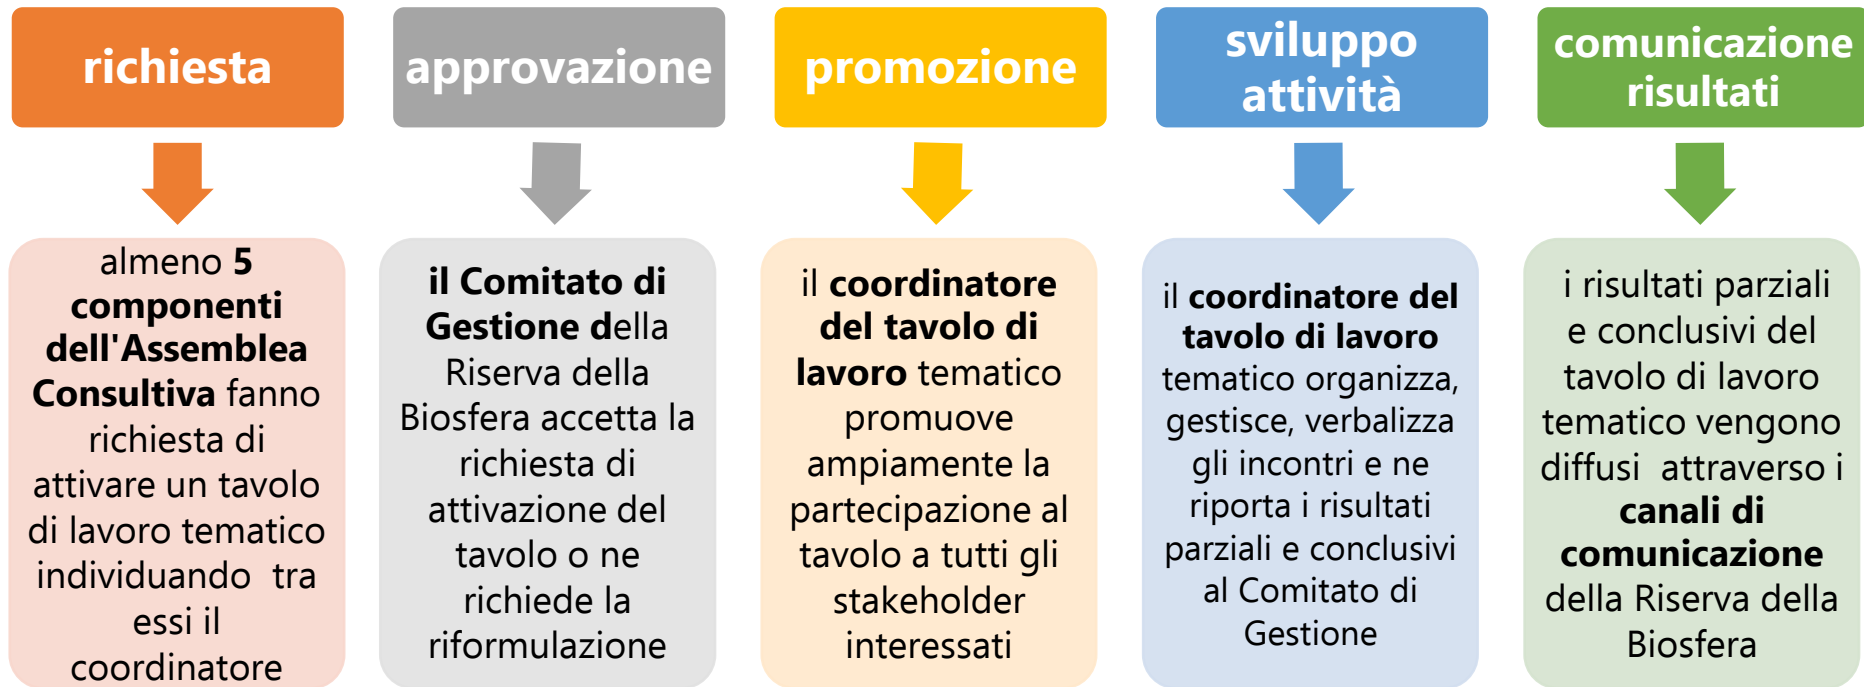 richiesta
almeno 5
componenti
dell'Assemblea
Consultiva fanno
richiesta di
attivare un tavolo
di lavoro tematico
individuando tra
essi il
coordinatore
approvazione
il Comitato di
Gestione della
Riserva della
Biosfera accetta la
richiesta di
attivazione del
tavolo o ne
richiede la
riformulazione
promozione
il coordinatore
del tavolo di
lavoro tematico
promuove
ampiamente la
partecipazione al
tavolo a tutti gli
stakeholder
interessati
sviluppo
attività
il coordinatore del
tavolo di lavoro
tematico organizza,
gestisce, verbalizza
gli incontri e ne
riporta i risultati
parziali e conclusivi
al Comitato di
Gestione
comunicazione
risultati
i risultati parziali
e conclusivi del
tavolo di lavoro
tematico vengono
diffusi attraverso i
canali di
comunicazione
della Riserva della
Biosfera